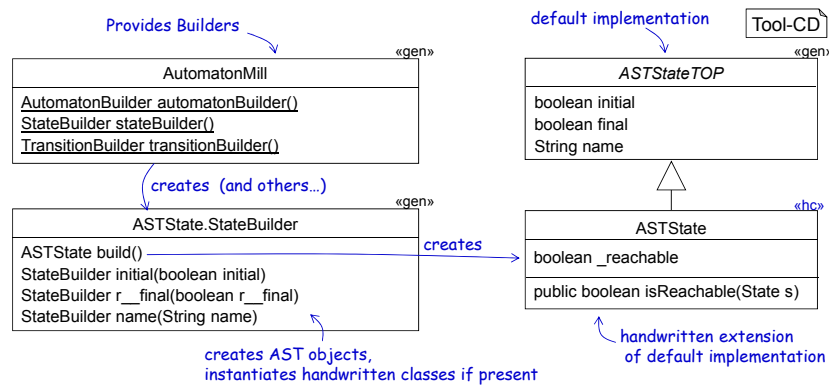 Provides Builders
default implementation
Tool-CD
«gen»
AutomatonMill
AutomatonBuilder automatonBuilder()
StateBuilder stateBuilder()
TransitionBuilder transitionBuilder()
«gen»
ASTStateTOP
boolean initial
boolean final
String name
creates (and others...)
«gen»
ASTState.StateBuilder
ASTState build()
StateBuilder initial(boolean initial)
StateBuilder r__final(boolean r__final)
StateBuilder name(String name)
creates
«hc»
ASTState
boolean _reachable
public boolean isReachable(State s)
creates AST objects,
instantiates handwritten classes if present
handwritten extension
of default implementation